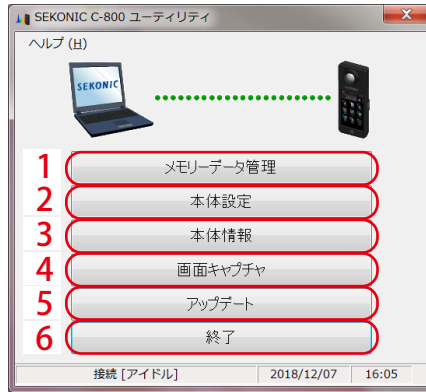 SEKONIC C-800 ユーティリティ
ヘルプ (H)
SEKONIC
1 メモリーデータ管理
2 本体設定
3 本体情報
4 画面キャプチャ
5 アップデート
6 終了
接続 [アイドル] 2018/12/07 16:05